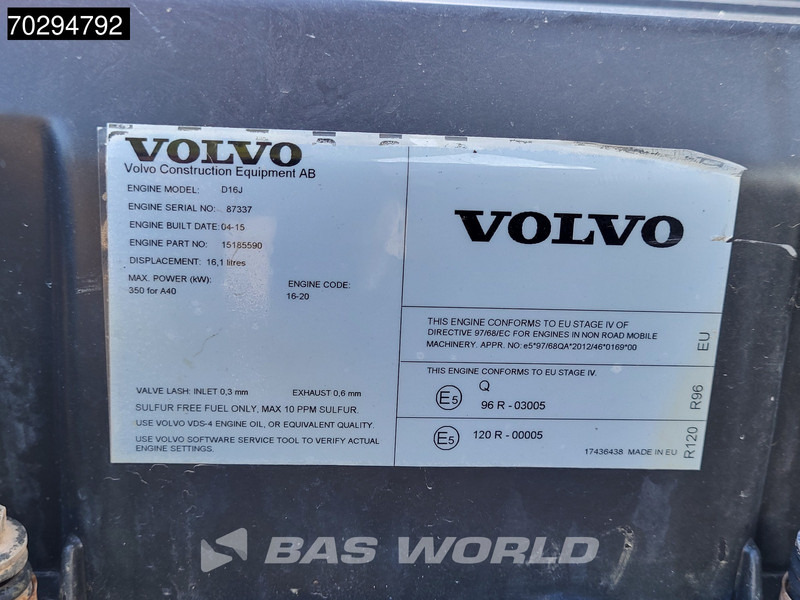 70294792
VOLVO
Volvo Construction Equipment AB
ENGINE MODEL: D16J
ENGINE SERIAL NO: 87337
ENGINE BUILT DATE: 04-15
ENGINE PART NO: 15185590
DISPLACEMENT: 16,1 litres
MAX. POWER (kW):
350 for A40
ENGINE CODE:
16-20
VALVE LASH: INLET 0,3 mm EXHAUST 0,6 mm
SULFUR FREE FUEL ONLY, MAX 10 PPM SULFUR.
USE VOLVO VDS-4 ENGINE OIL, OR EQUIVALENT QUALITY.
USE VOLVO SOFTWARE SERVICE TOOL TO VERIFY ACTUAL
ENGINE SETTINGS.
VOLVO
THIS ENGINE CONFORMS TO EU STAGE IV OF
DIRECTIVE 97/68/EC FOR ENGINES IN NON ROAD MOBILE
MACHINERY. APPR. NO: e5*97/68QA*2012/46*0169*00
EU
THIS ENGINE CONFORMS TO EU STAGE IV.
Q
E5 96 R - 03005
R96
E5 120 R - 00005
R120
17436438 MADE IN EU
BAS WORLD